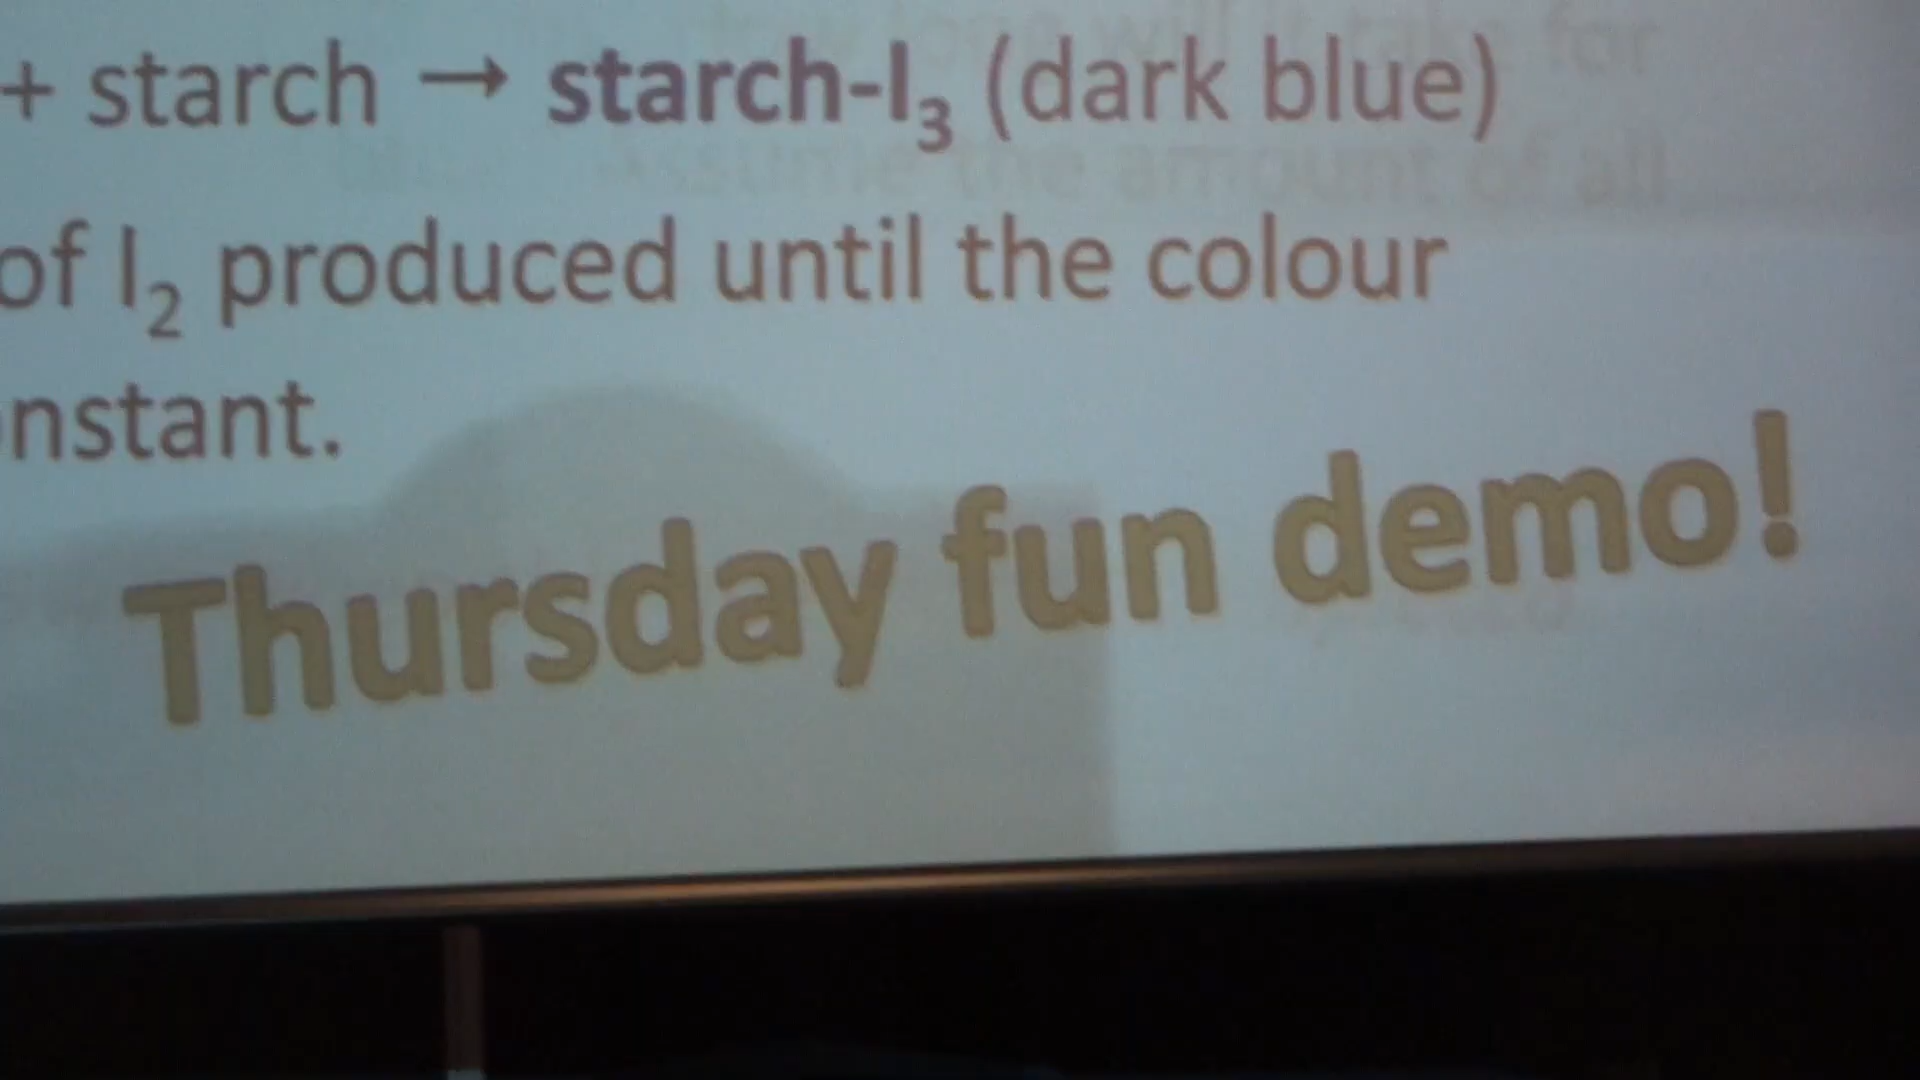 + starch → starch-I₃ (dark blue)
of I₂ produced until the colour
nstant.
Thursday fun demo!